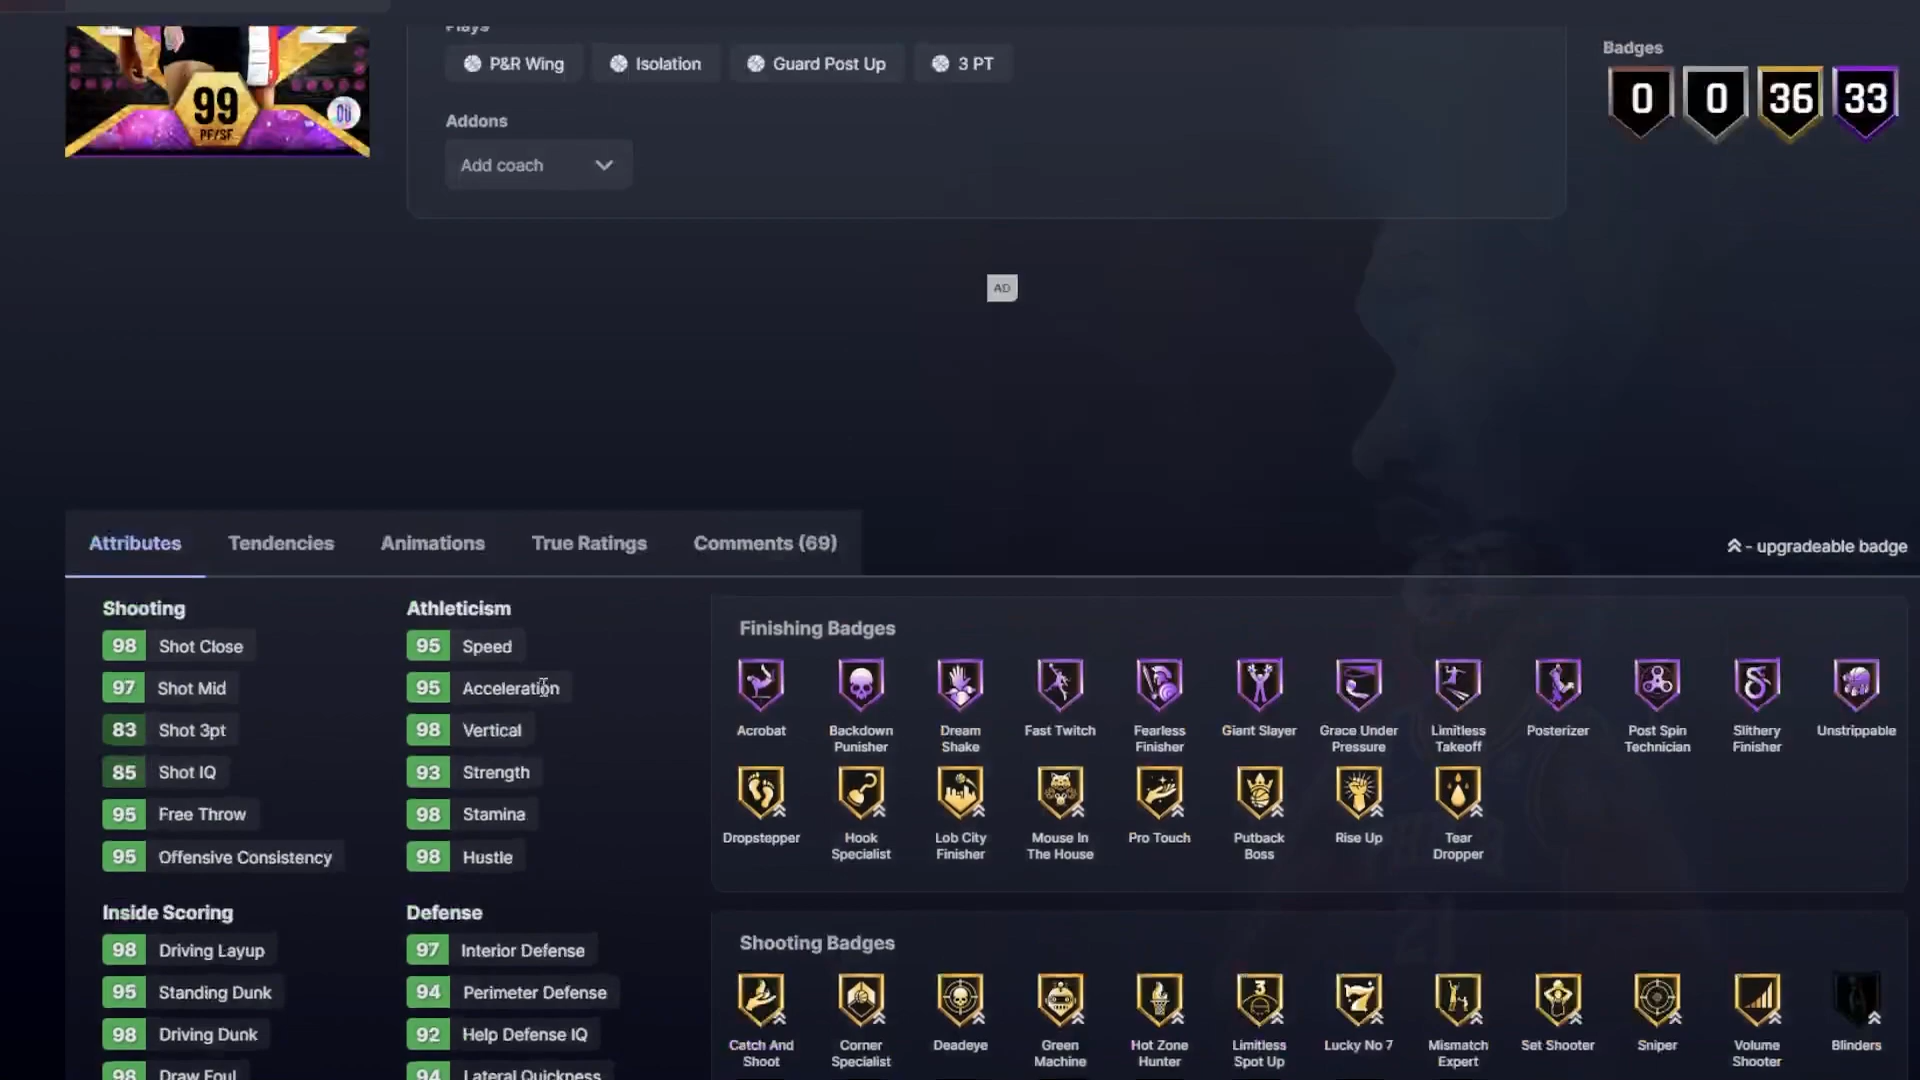 Plays
P&R Wing
Isolation
Guard Post Up
3 PT
Addons
Add coach
99
PF/SF
Badges
0
0
36
33
AD
Attributes
Tendencies
Animations
True Ratings
Comments (69)
- upgradeable badge
Shooting
98 Shot Close
97 Shot Mid
83 Shot 3pt
85 Shot IQ
95 Free Throw
95 Offensive Consistency
Inside Scoring
98 Driving Layup
95 Standing Dunk
98 Driving Dunk
98 Draw Foul
Athleticism
95 Speed
95 Acceleration
98 Vertical
93 Strength
98 Stamina
98 Hustle
Defense
97 Interior Defense
94 Perimeter Defense
92 Help Defense IQ
94 Lateral Quickness
Finishing Badges
Acrobat
Backdown Punisher
Dream Shake
Fast Twitch
Fearless Finisher
Giant Slayer
Grace Under Pressure
Limitless Takeoff
Posterizer
Post Spin Technician
Slithery Finisher
Unstrippable
Dropstepper
Hook Specialist
Lob City Finisher
Mouse In The House
Pro Touch
Putback Boss
Rise Up
Tear Dropper
Shooting Badges
3
7
Catch And Shoot
Corner Specialist
Deadeye
Green Machine
Hot Zone Hunter
Limitless Spot Up
Lucky No 7
Mismatch Expert
Set Shooter
Sniper
Volume Shooter
Blinders